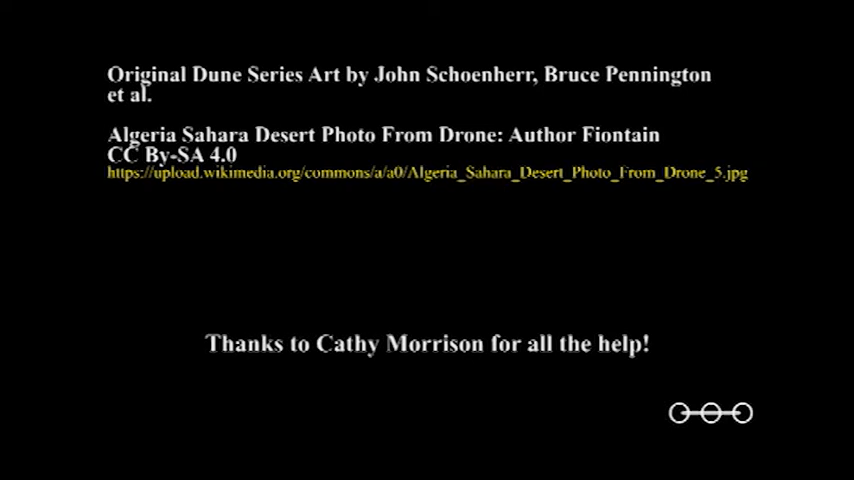 Original Dune Series Art by John Schoenherr, Bruce Pennington
et al.
Algeria Sahara Desert Photo From Drone: Author Fiontain
CC By-SA 4.0
https://upload.wikimedia.org/commons/a/a0/Algeria_Sahara_Desert_Photo_From_Drone_5.jpg
Thanks to Cathy Morrison for all the help!